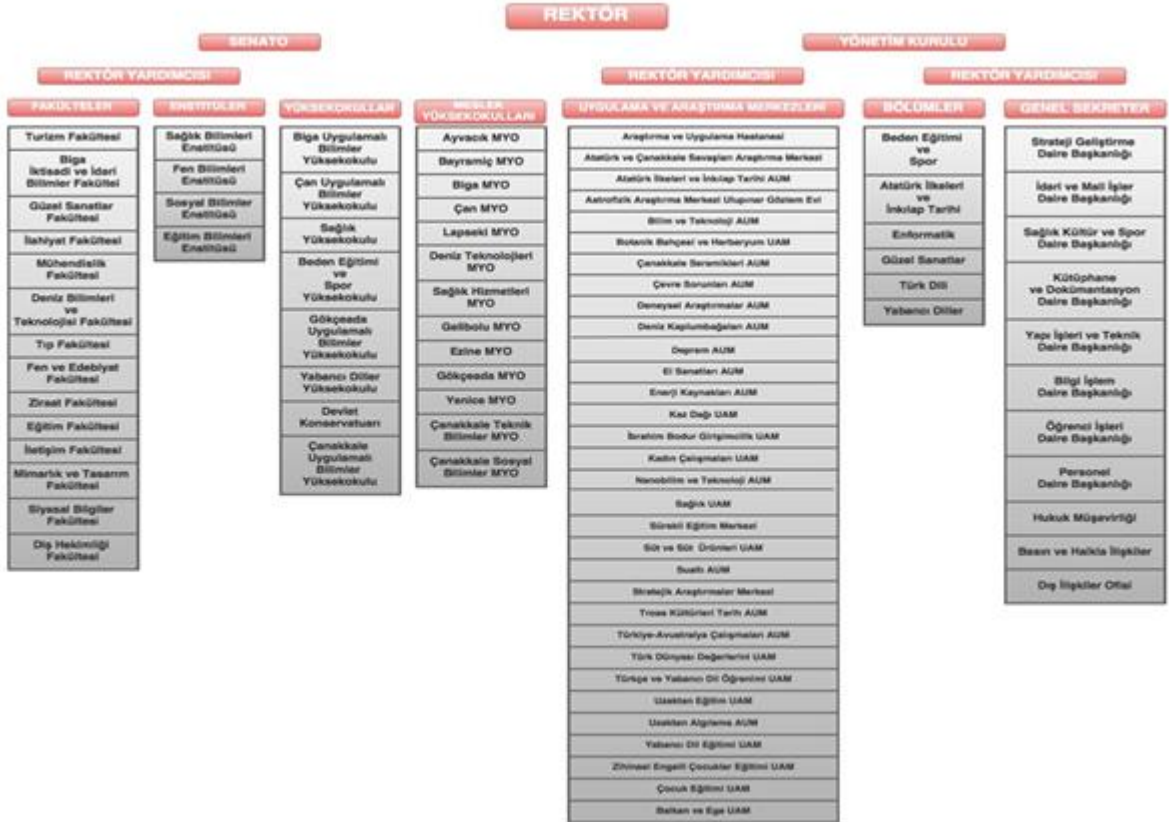 REKTÖR
SENATO
YÖNETİM KURULU
REKTÖR YARDIMCISI
REKTÖR YARDIMCISI
REKTÖR YARDIMCISI
FAKÜLTELER
Turizm Fakültesi
Biga
İktisadi ve İdari
Bilimler Fakültei
Güzel Sanatlar
Fakültesi
İlahiyat Fakültesi
Mühendislik
Fakültesi
Deniz Bilimleri
ve
Teknolojisi Fakültesi
Tıp Fakültesi
Fen ve Edebiyat
Fakültesi
Ziraat Fakültesi
Eğitim Fakültesi
İletişim Fakültesi
Mimarlık ve Tasarım
Fakültesi
Siyasal Bilgiler
Fakültesi
Diş Hekimliği
Fakültesi
ENSTİTÜLER
Sağlık Bilimleri
Enstitüsü
Fen Bilimleri
Enstitüsü
Sosyal Bilimler
Enstitüsü
Eğitim Bilimleri
Enstitüsü
YÜKSEKOKULLAR
Biga Uygulamalı
Bilimler
Yüksekokulu
Çan Uygulamalı
Bilimler
Yüksekokulu
Sağlık
Yüksekokulu
Beden Eğitimi
ve
Spor
Yüksekokulu
Gökçeada
Uygulamalı
Bilimler
Yüksekokulu
Yabancı Diller
Yüksekokulu
Devlet
Konservatuarı
Çanakkale
Uygulamalı
Bilimler
Yüksekokulu
MESLEK
YÜKSEKOKULLARI
Ayvacık MYO
Bayramiç MYO
Biga MYO
Çan MYO
Lapseki MYO
Deniz Teknolojileri
MYO
Sağlık Hizmetleri
MYO
Gelibolu MYO
Ezine MYO
Gökçeada MYO
Yenice MYO
Çanakkale Teknik
Bilimler MYO
Çanakkale Sosyal
Bilimler MYO
UYGULAMA VE ARAŞTIRMA MERKEZLERİ
Araştırma ve Uygulama Hastanesi
Atatürk ve Çanakkale Savaşları Araştırma Merkezi
Atatürk İlkeleri ve İnkılap Tarihi AUM
Astrofizik Araştırma Merkezi Ulupınar Gözlem Evi
Bilim ve Teknoloji AUM
Botanik Bahçesi ve Herberyum UAM
Çanakkale Seramikleri AUM
Çevre Sorunları AUM
Deneysel Araştırmalar AUM
Deniz Kaplumbağaları AUM
Deprem AUM
El Sanatları AUM
Enerji Kaynakları AUM
Kaz Dağı UAM
İbrahim Bodur Girişimcilik UAM
Kadın Çalışmaları UAM
Nanobilim ve Teknoloji AUM
Sağlık UAM
Sürekli Eğitim Merkezi
Süt ve Süt Ürünleri UAM
Sualtı AUM
Stratejik Araştırmalar Merkezi
Troas Kültürleri Tarih AUM
Türkiye-Avustralya Çalışmaları AUM
Türk Dünyası Değerlerini UAM
Türkçe ve Yabancı Dil Öğrenimi UAM
Uzaktan Eğitim UAM
Uzaktan Algılama AUM
Yabancı Dil Eğitimi UAM
Zihinsel Engelli Çocuklar Eğitimi UAM
Çocuk Eğitimi UAM
Balkan ve Ege UAM
BÖLÜMLER
Beden Eğitimi
ve
Spor
Atatürk İlkeleri
ve
İnkılap Tarihi
Enformatik
Güzel Sanatlar
Türk Dili
Yabancı Diller
GENEL SEKRETER
Strateji Geliştirme
Daire Başkanlığı
İdari ve Mali İşler
Daire Başkanlığı
Sağlık Kültür ve Spor
Daire Başkanlığı
Kütüphane
ve Dokümantasyon
Daire Başkanlığı
Yapı İşleri ve Teknik
Daire Başkanlığı
Bilgi İşlem
Daire Başkanlığı
Öğrenci İşleri
Daire Başkanlığı
Personel
Daire Başkanlığı
Hukuk Müşavirliği
Basın ve Halkla İlişkiler
Dış İlişkiler Ofisi